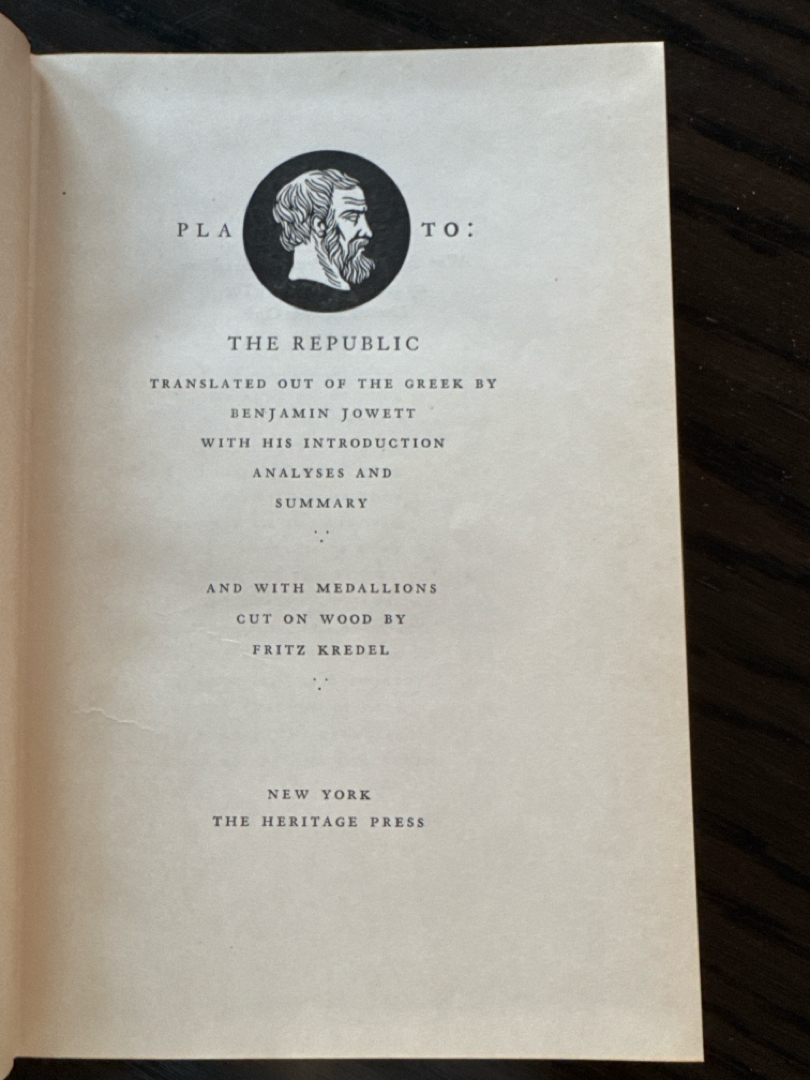 PLA TO:
THE REPUBLIC
TRANSLATED OUT OF THE GREEK BY
BENJAMIN JOWETT
WITH HIS INTRODUCTION
ANALYSES AND
SUMMARY
AND WITH MEDALLIONS
CUT ON WOOD BY
FRITZ KREDEL
NEW YORK
THE HERITAGE PRESS